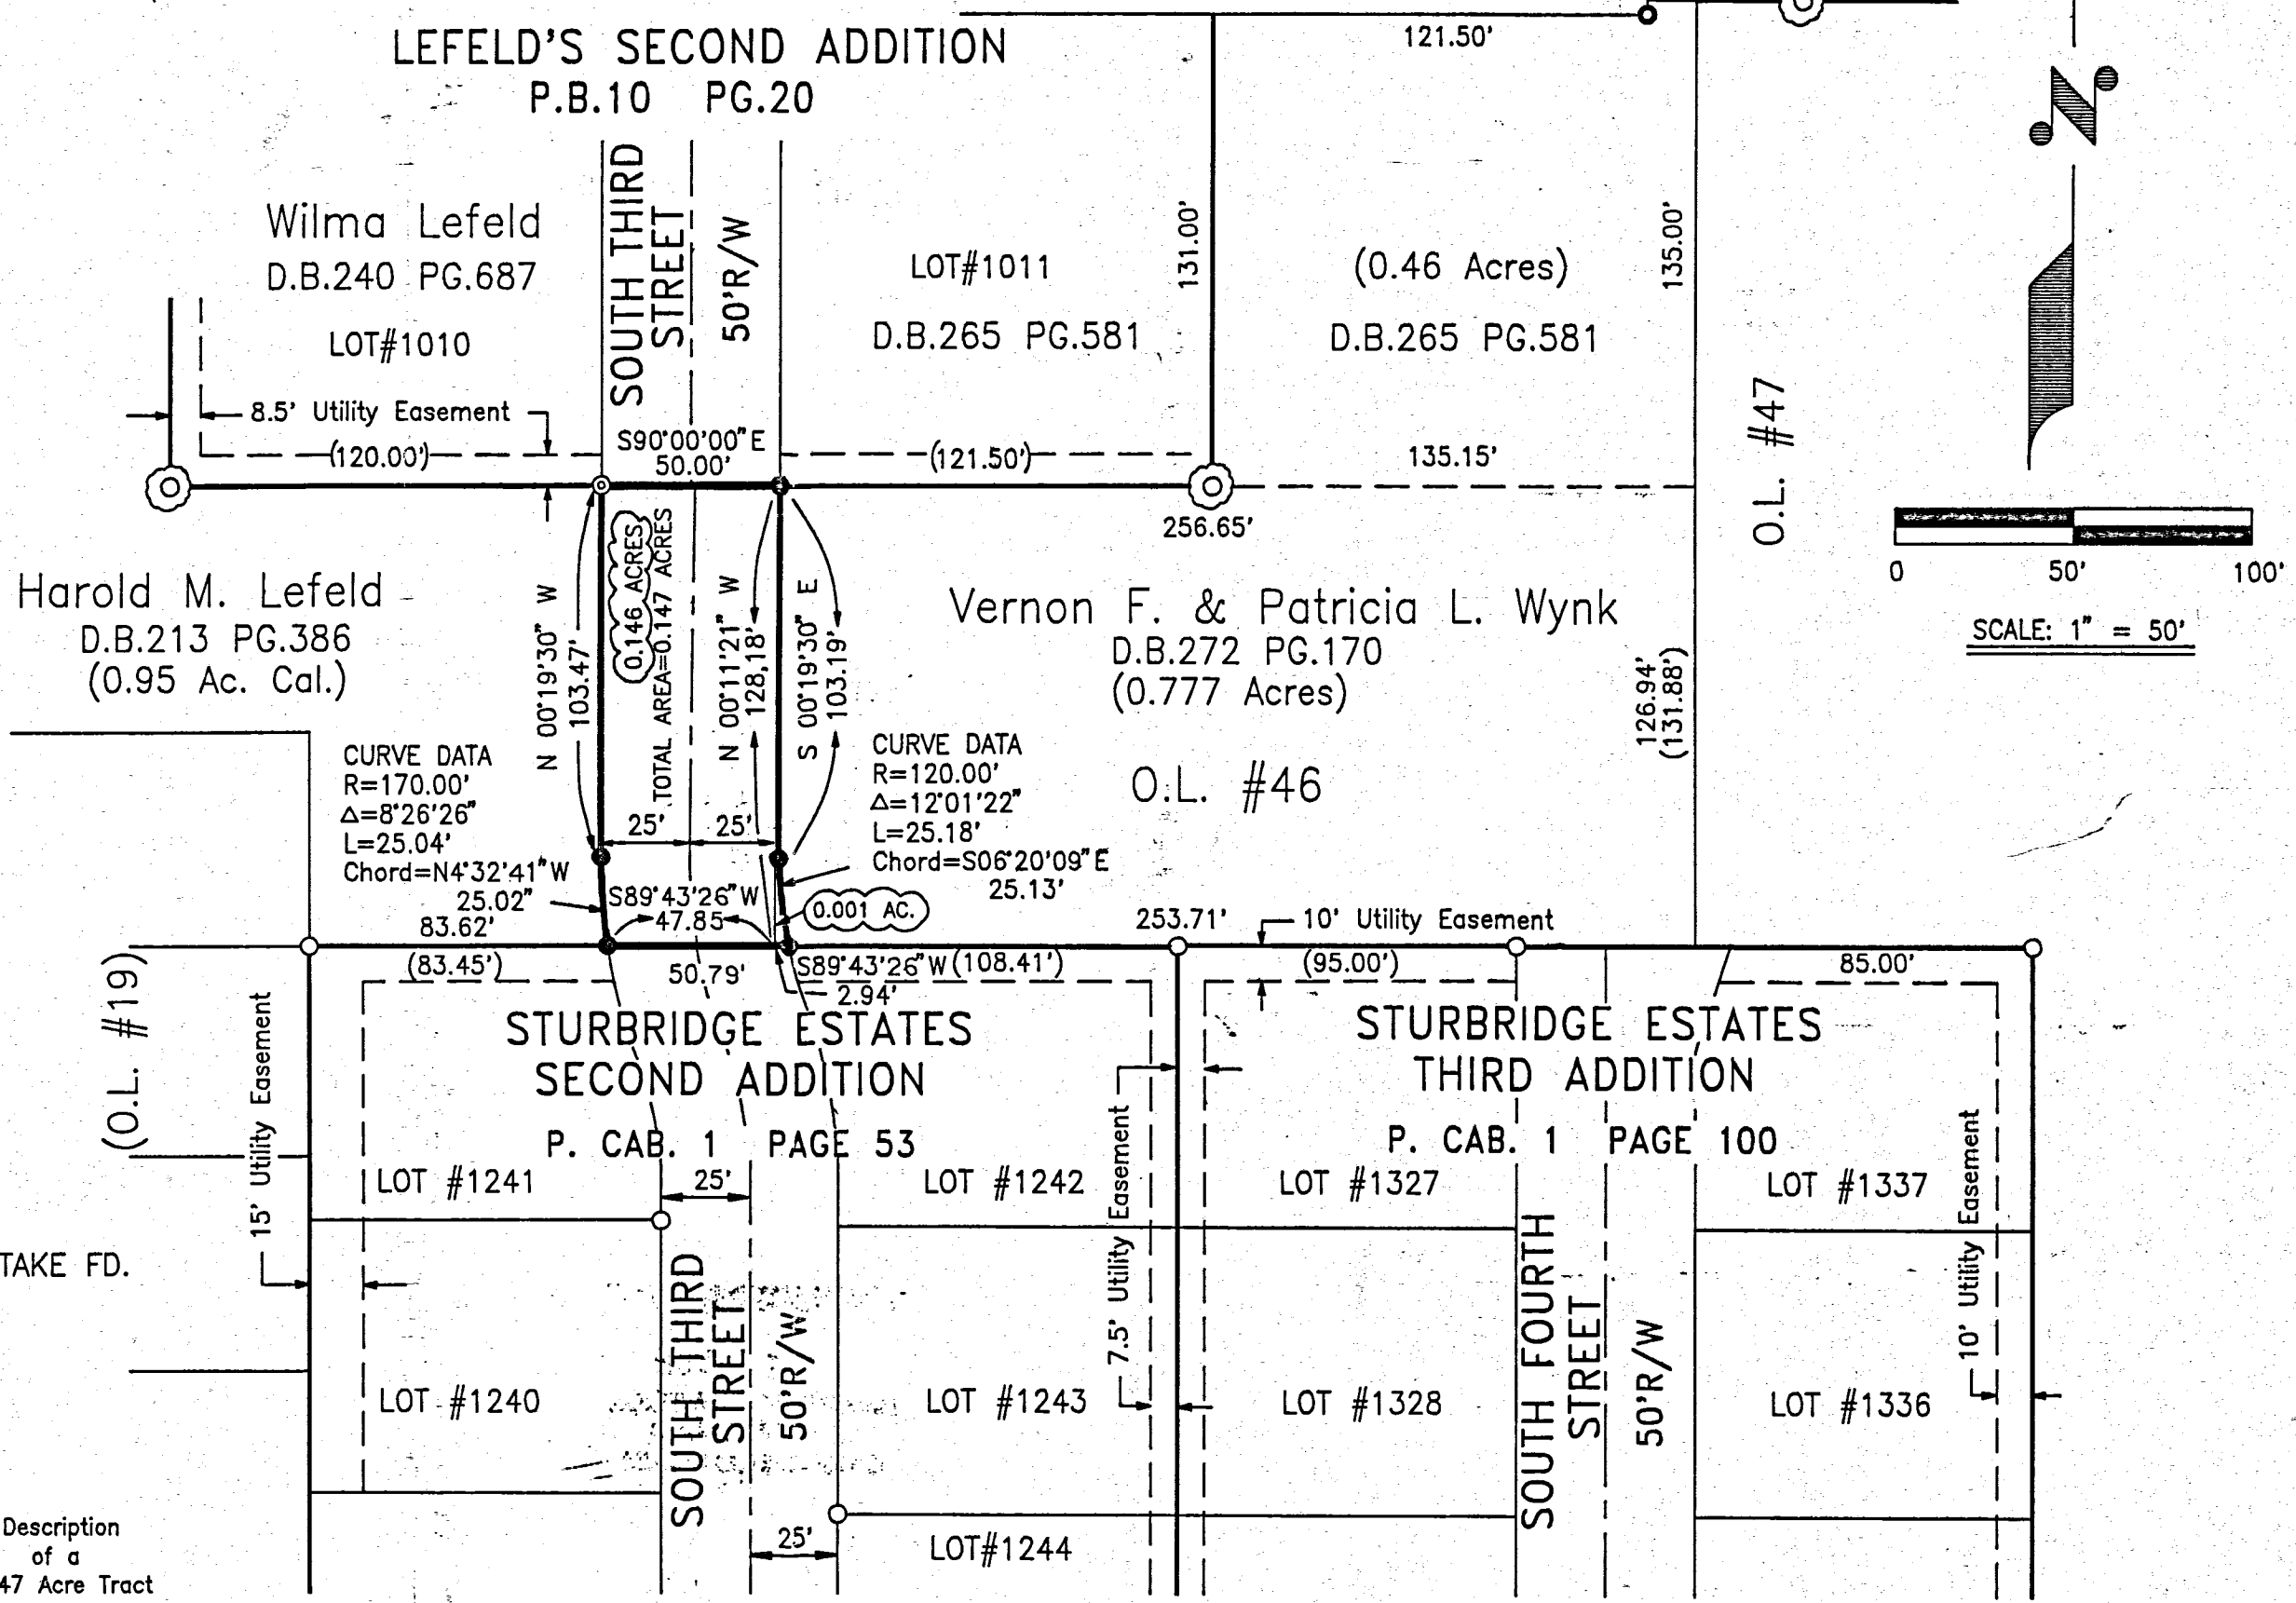 LEFELD'S SECOND ADDITION
P.B.10 PG.20
121.50'
Wilma Lefeld
D.B.240 PG.687
LOT#1010
SOUTH THIRD
STREET
50'R/W
LOT#1011
D.B.265 PG.581
131.00'
(0.46 Acres)
D.B.265 PG.581
135.00'
N
O.L. #47
8.5' Utility Easement
(120.00')
S90°00'00"E
50.00'
(121.50')
135.15'
256.65'
0 50' 100'
SCALE: 1" = 50'
Harold M. Lefeld
D.B.213 PG.386
(0.95 Ac. Cal.)
N 00°19'30" W
103.47'
0.146 ACRES
TOTAL AREA=0.147 ACRES
N 00°11'21" W
128,18'
S 00°19'30" E
103.19'
Vernon F. & Patricia L. Wynk
D.B.272 PG.170
(0.777 Acres)
O.L. #46
126.94'
(131.88')
CURVE DATA
R=170.00'
Δ=8°26'26"
L=25.04'
Chord=N4°32'41"W
25.02"
25' 25'
CURVE DATA
R=120.00'
Δ=12°01'22"
L=25.18'
Chord=S06°20'09"E
25.13'
S89°43'26"W
47.85
0.001 AC.
83.62'
253.71'
10' Utility Easement
(83.45')
50.79'
S89°43'26"W (108.41')
2.94'
(95.00')
85.00'
(O.L. #19)
15' Utility Easement
STURBRIDGE ESTATES
SECOND ADDITION
P. CAB. 1 PAGE 53
STURBRIDGE ESTATES
THIRD ADDITION
P. CAB. 1 PAGE 100
LOT #1241
25'
LOT #1242
7.5' Utility Easement
LOT #1327
LOT #1337
10' Utility Easement
TAKE FD.
LOT #1240
SOUTH THIRD
STREET
50'R/W
LOT #1243
LOT #1328
SOUTH FOURTH
STREET
50'R/W
LOT #1336
25'
LOT#1244
Description
of a
47 Acre Tract